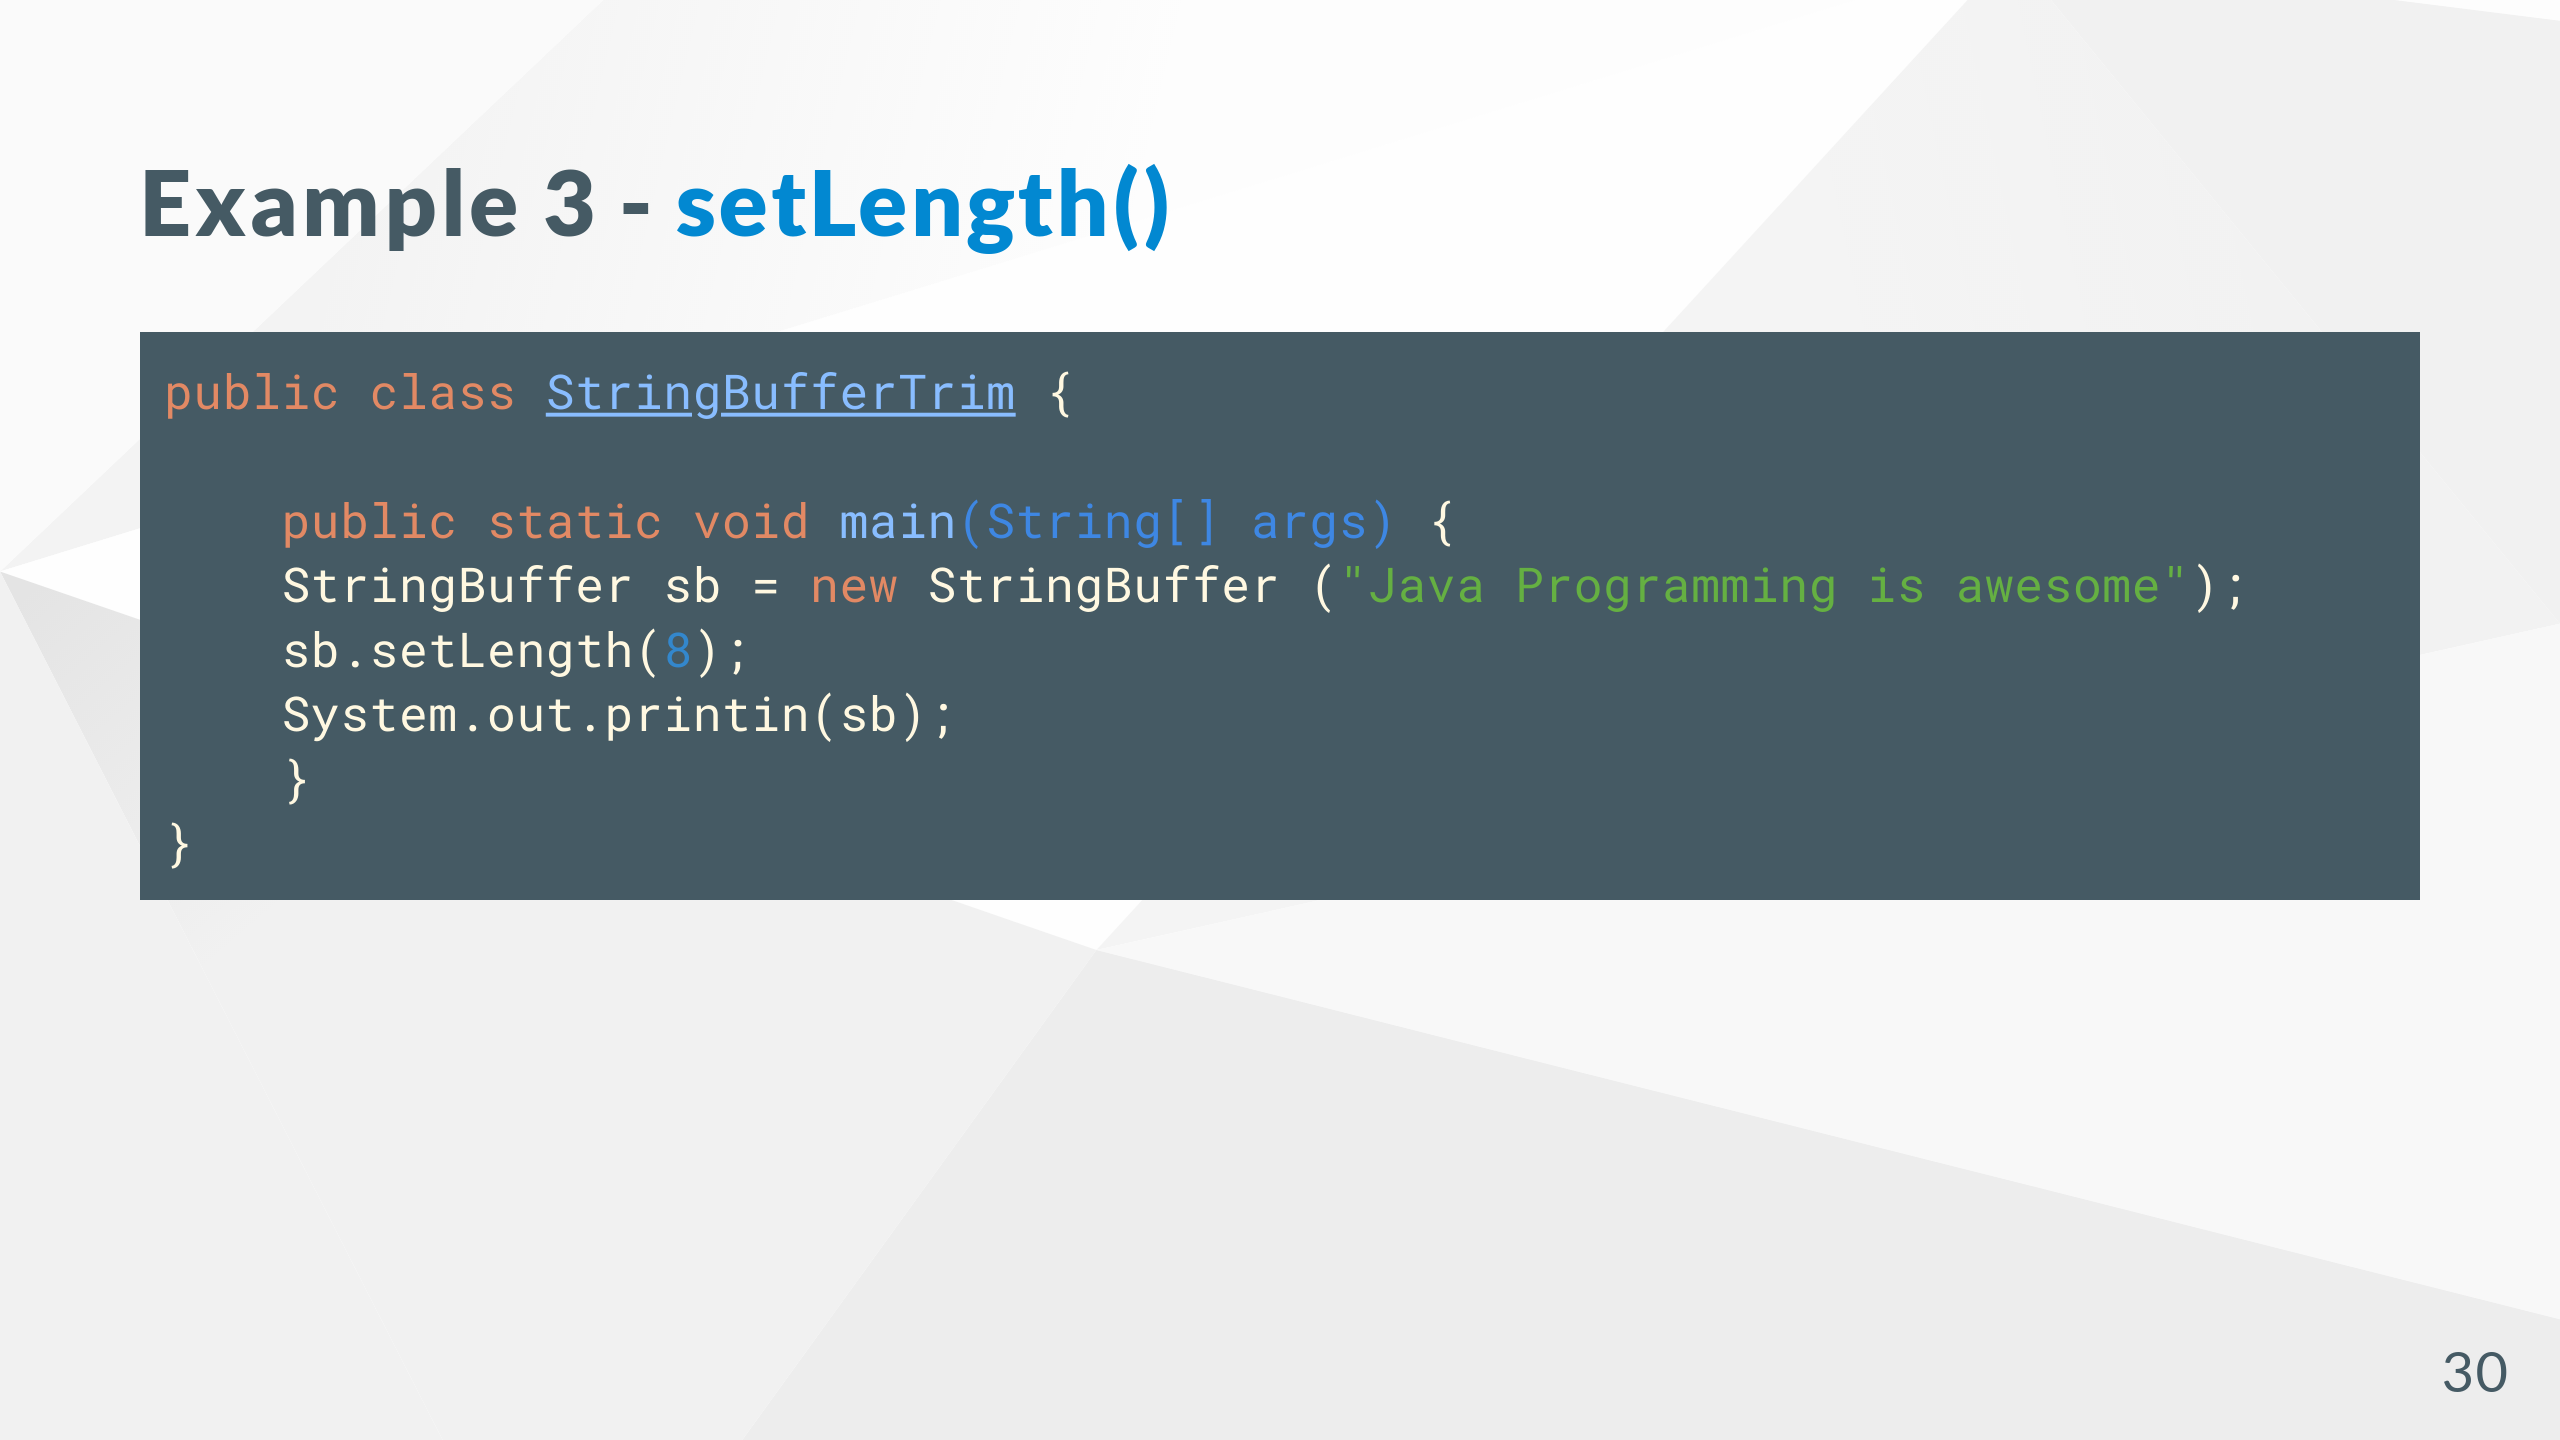 Example 3 - setLength()
public class StringBufferTrim {
public static void main(String[] args) {
StringBuffer sb = new StringBuffer ("Java Programming is awesome");
sb.setLength(8);
System.out.printin(sb);
}
}
30